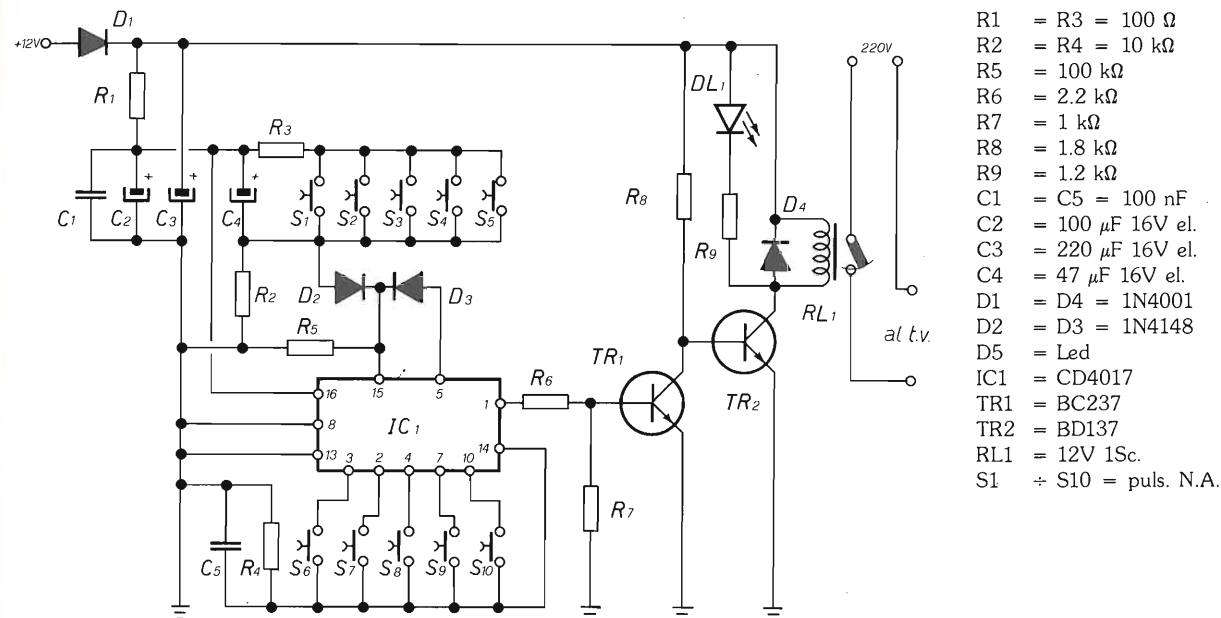 D1
+12V
R1
R3
C1
C2
+
C3
+
C4
+
S1
S2
S3
S4
S5
R2
D2
D3
R5
16
15
5
8
13
IC1
1
14
3
2
4
7
10
R6
R7
TR1
TR2
R8
DL1
R9
D4
RL1
220V
al t.v.
C5
R4
S6
S7
S8
S9
S10
R1 = R3 = 100 Ω
R2 = R4 = 10 kΩ
R5 = 100 kΩ
R6 = 2.2 kΩ
R7 = 1 kΩ
R8 = 1.8 kΩ
R9 = 1.2 kΩ
C1 = C5 = 100 nF
C2 = 100 µF 16V el.
C3 = 220 µF 16V el.
C4 = 47 µF 16V el.
D1 = D4 = 1N4001
D2 = D3 = 1N4148
D5 = Led
IC1 = CD4017
TR1 = BC237
TR2 = BD137
RL1 = 12V 1Sc.
S1 ÷ S10 = puls. N.A.